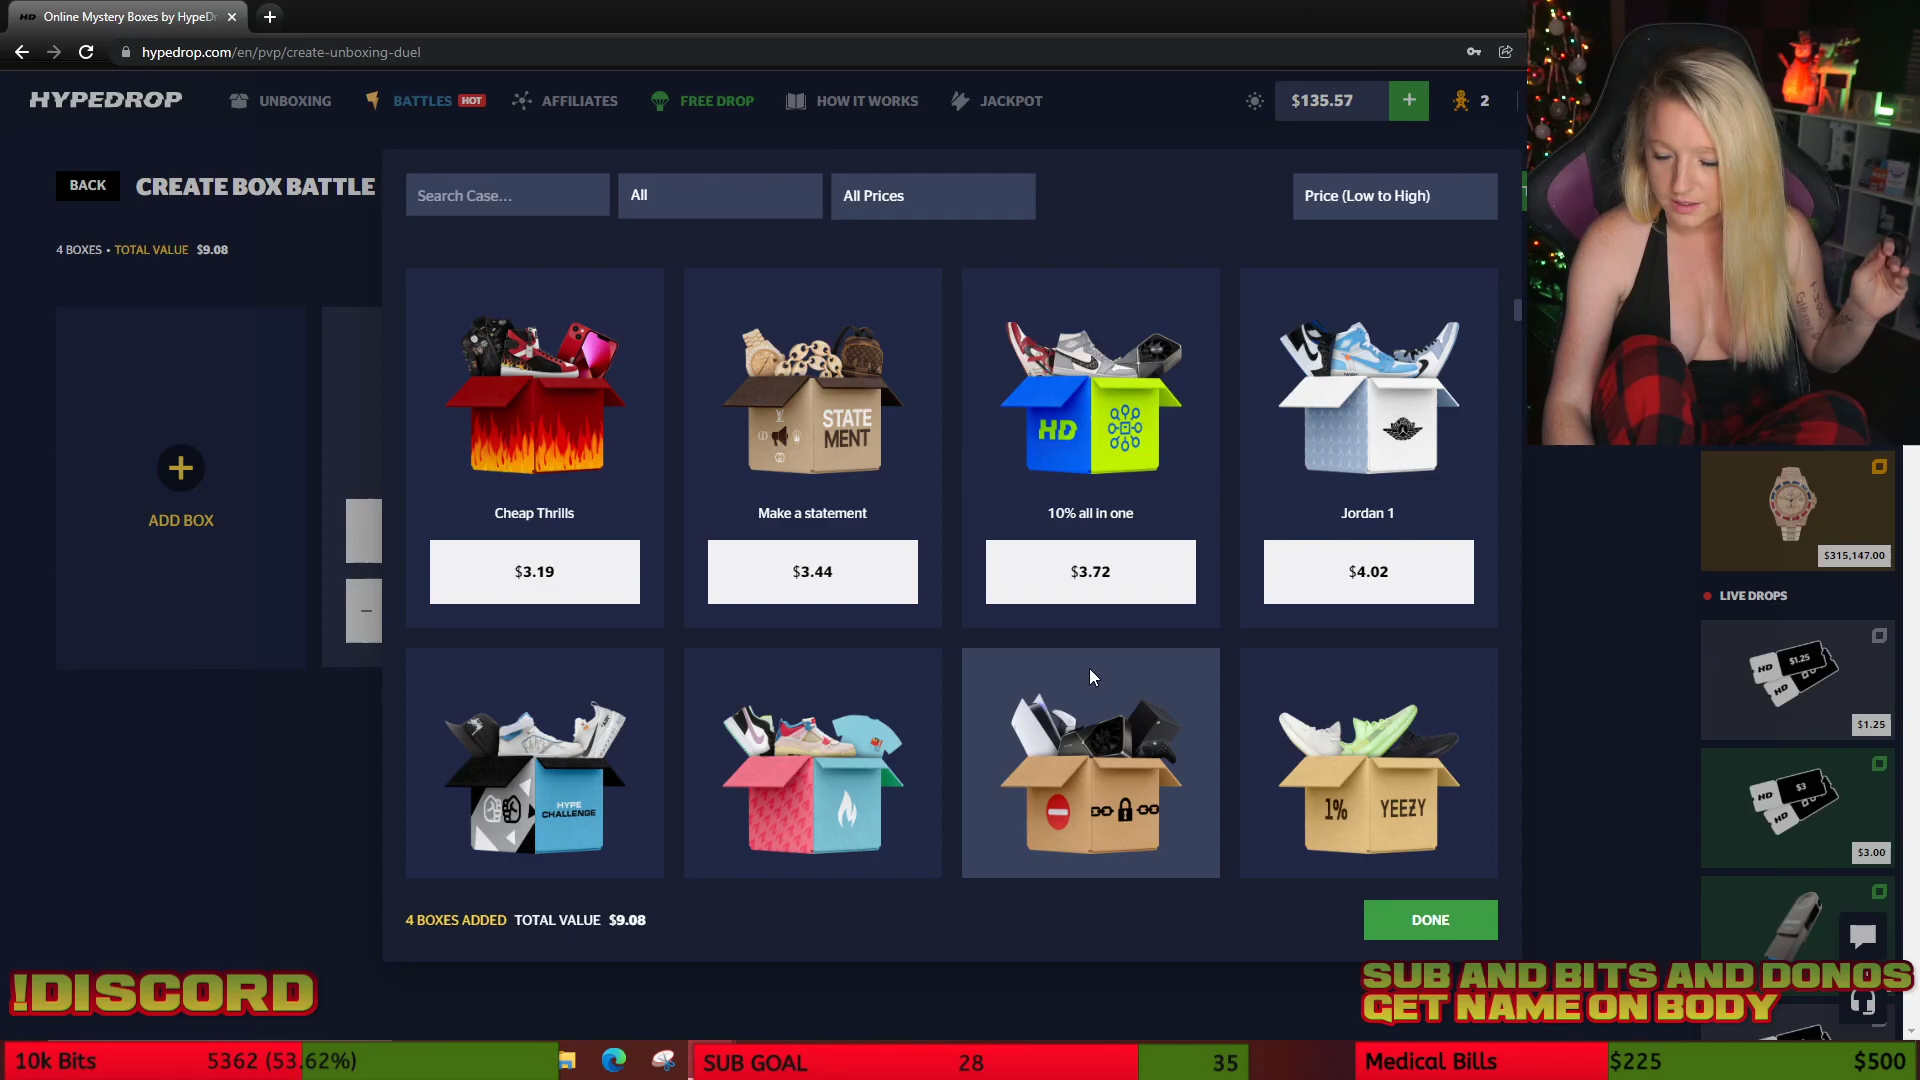 HD Online Mystery Boxes by HypeDr
hypedrop.com/en/pvp/create-unboxing-duel
HYPEDROP
UNBOXING
BATTLES HOT
AFFILIATES
FREE DROP
HOW IT WORKS
JACKPOT
$135.57
+
2
BACK
CREATE BOX BATTLE
4 BOXES • TOTAL VALUE $9.08
Search Case...
All
All Prices
Price (Low to High)
ADD BOX
STATE
MENT
HD
Cheap Thrills
Make a statement
10% all in one
Jordan 1
$3.19
$3.44
$3.72
$4.02
HYPE
CHALLENGE
1% YEEZY
4 BOXES ADDED TOTAL VALUE $9.08
DONE
$315,147.00
LIVE DROPS
HD $1.25
HD
$1.25
HD $3
HD
$3.00
!DISCORD
SUB AND BITS AND DONOS
GET NAME ON BODY
10k Bits 5362 (53.62%)
SUB GOAL 28 35
Medical Bills $225 $500